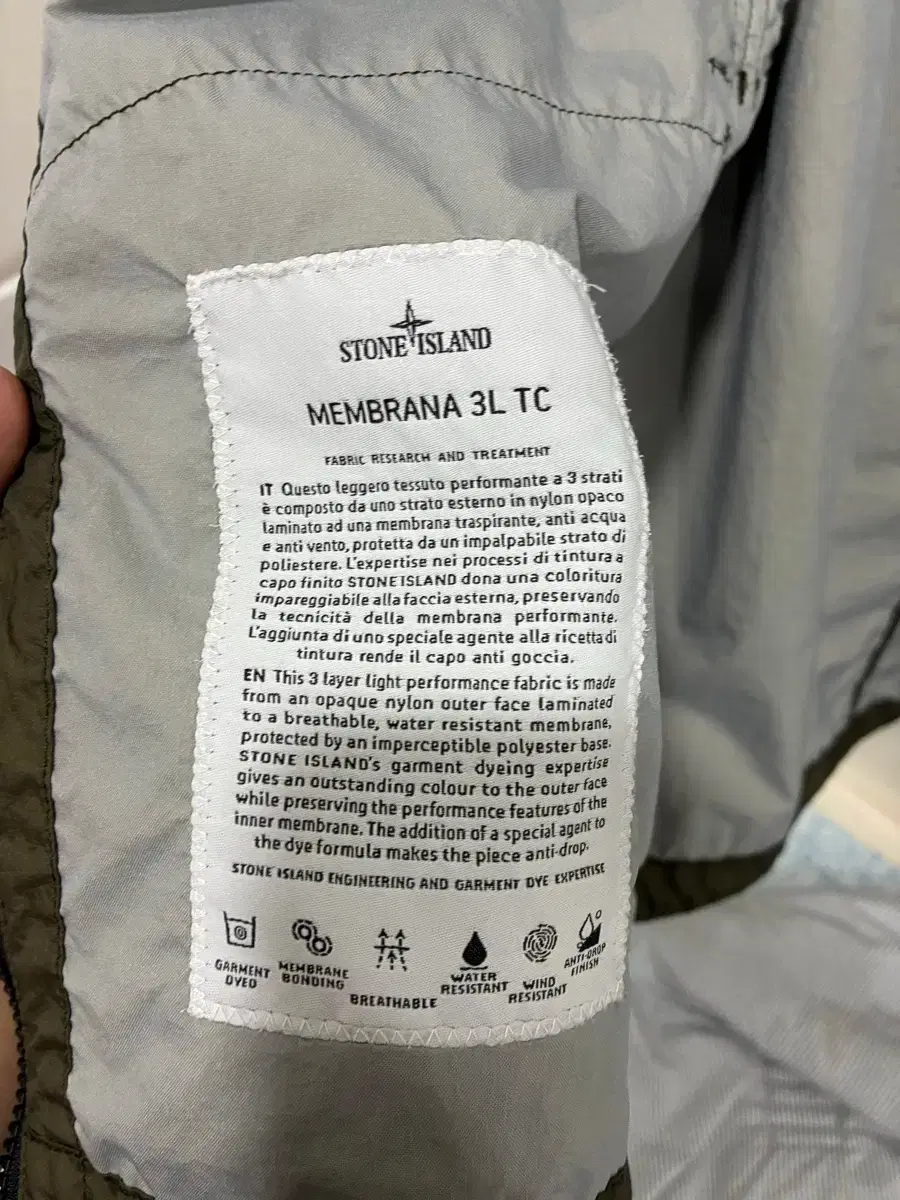 STONE ISLAND
MEMBRANA 3L TC
FABRIC RESEARCH AND TREATMENT
IT Questo leggero tessuto performante a 3 strati
è composto da uno strato esterno in nylon opaco
laminato ad una membrana traspirante, anti acqua
e anti vento, protetta da un impalpabile strato di
poliestere. L'expertise nei processi di tintura a
capo finito STONE ISLAND dona una coloritura
impareggiabile alla faccia esterna, preservando
la tecnicità della membrana performante.
L'aggiunta di uno speciale agente alla ricetta di
tintura rende il capo anti goccia.
EN This 3 layer light performance fabric is made
from an opaque nylon outer face laminated
to a breathable, water resistant membrane,
protected by an imperceptible polyester base.
STONE ISLAND's garment dyeing expertise
gives an outstanding colour to the outer face
while preserving the performance features of the
inner membrane. The addition of a special agent to
the dye formula makes the piece anti-drop.
STONE ISLAND ENGINEERING AND GARMENT DYE EXPERTISE
GARMENT
DYED
MEMBRANE
BONDING
BREATHABLE
WATER
RESISTANT
WIND
RESISTANT
ANTI-DROP
FINISH